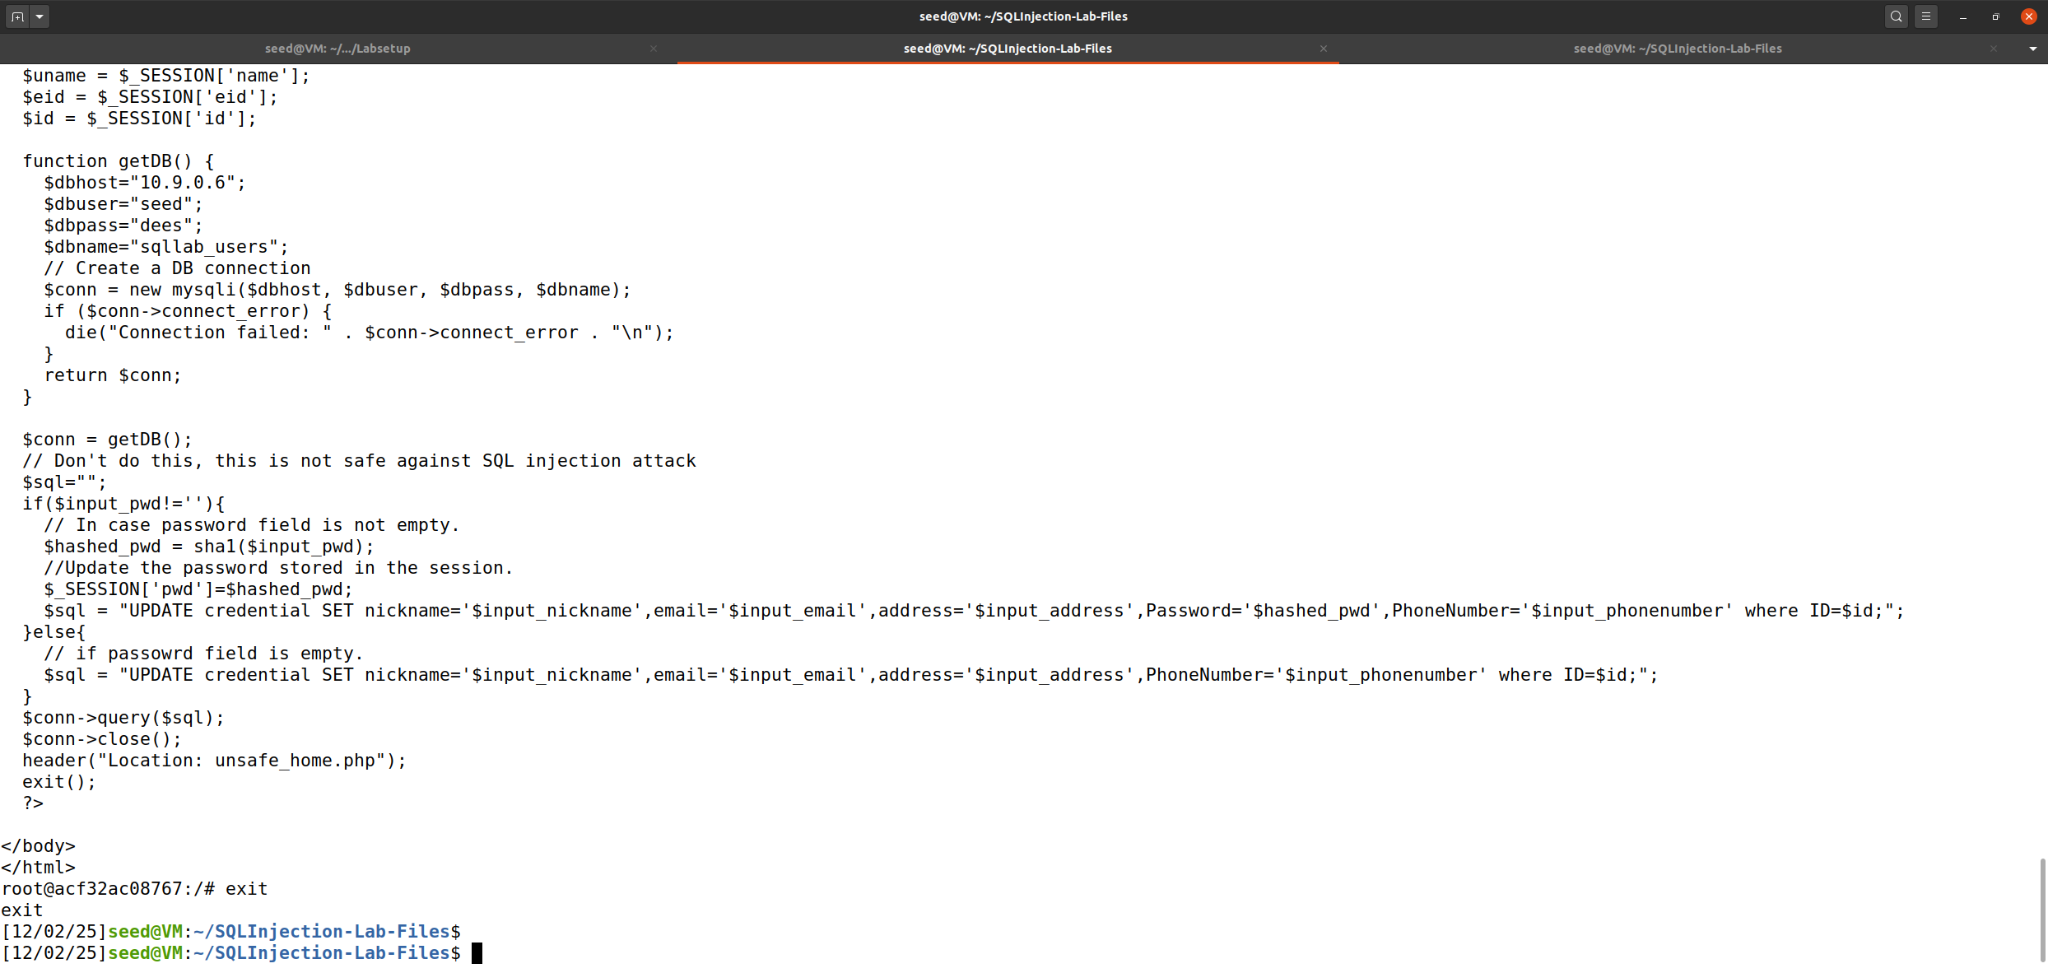 seed@VM: ~/SQLInjection-Lab-Files
seed@VM: ~/.../Labsetup
seed@VM: ~/SQLInjection-Lab-Files
seed@VM: ~/SQLInjection-Lab-Files
  $uname = $_SESSION['name'];
  $eid = $_SESSION['eid'];
  $id = $_SESSION['id'];

  function getDB() {
    $dbhost="10.9.0.6";
    $dbuser="seed";
    $dbpass="dees";
    $dbname="sqllab_users";
    // Create a DB connection
    $conn = new mysqli($dbhost, $dbuser, $dbpass, $dbname);
    if ($conn->connect_error) {
      die("Connection failed: " . $conn->connect_error . "\n");
    }
    return $conn;
  }

  $conn = getDB();
  // Don't do this, this is not safe against SQL injection attack
  $sql="";
  if($input_pwd!=''){
    // In case password field is not empty.
    $hashed_pwd = sha1($input_pwd);
    //Update the password stored in the session.
    $_SESSION['pwd']=$hashed_pwd;
    $sql = "UPDATE credential SET nickname='$input_nickname',email='$input_email',address='$input_address',Password='$hashed_pwd',PhoneNumber='$input_phonenumber' where ID=$id;";
  }else{
    // if passowrd field is empty.
    $sql = "UPDATE credential SET nickname='$input_nickname',email='$input_email',address='$input_address',PhoneNumber='$input_phonenumber' where ID=$id;";
  }
  $conn->query($sql);
  $conn->close();
  header("Location: unsafe_home.php");
  exit();
  ?>

</body>
</html>
root@acf32ac08767:/# exit
exit
[12/02/25]seed@VM:~/SQLInjection-Lab-Files$
[12/02/25]seed@VM:~/SQLInjection-Lab-Files$